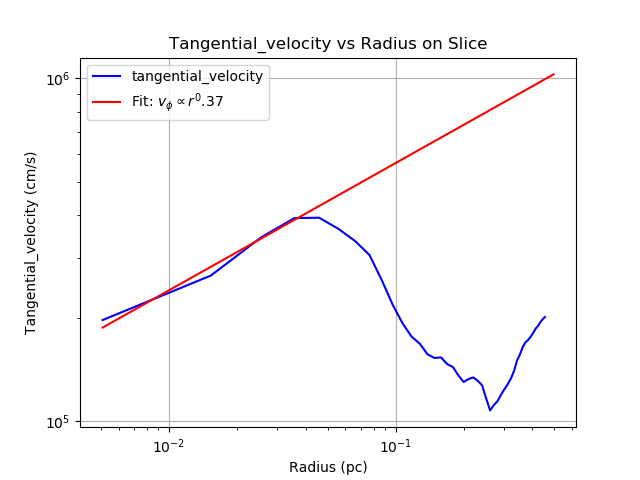 Tangential_velocity vs Radius on Slice
tangential_velocity
Fit: $v_\phi \propto r^0.37$
10^6
10^5
Tangential_velocity (cm/s)
10^-2
10^-1
Radius (pc)